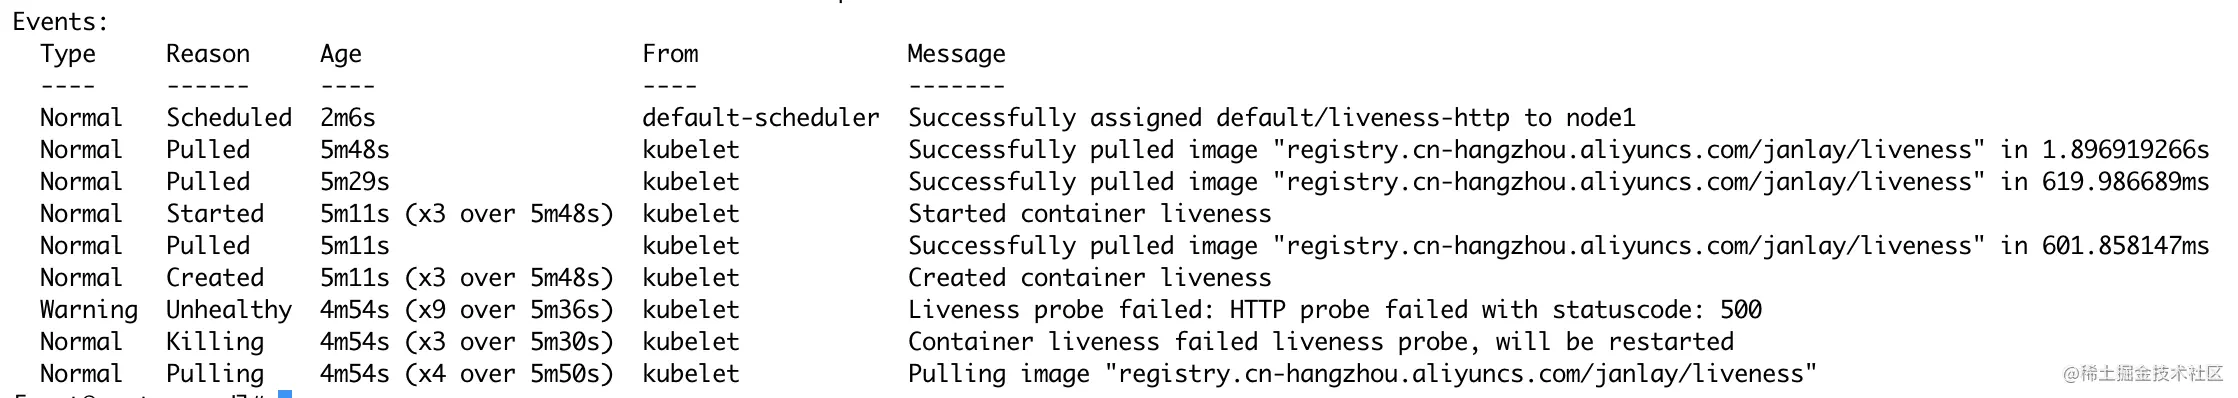 Events:
  Type     Reason     Age                    From               Message
  ----     ------     ----                   ----               -------
  Normal   Scheduled  2m6s                   default-scheduler  Successfully assigned default/liveness-http to node1
  Normal   Pulled     5m48s                  kubelet            Successfully pulled image "registry.cn-hangzhou.aliyuncs.com/janlay/liveness" in 1.896919266s
  Normal   Pulled     5m29s                  kubelet            Successfully pulled image "registry.cn-hangzhou.aliyuncs.com/janlay/liveness" in 619.986689ms
  Normal   Started    5m11s (x3 over 5m48s)  kubelet            Started container liveness
  Normal   Pulled     5m11s                  kubelet            Successfully pulled image "registry.cn-hangzhou.aliyuncs.com/janlay/liveness" in 601.858147ms
  Normal   Created    5m11s (x3 over 5m48s)  kubelet            Created container liveness
  Warning  Unhealthy  4m54s (x9 over 5m36s)  kubelet            Liveness probe failed: HTTP probe failed with statuscode: 500
  Normal   Killing    4m54s (x3 over 5m30s)  kubelet            Container liveness failed liveness probe, will be restarted
  Normal   Pulling    4m54s (x4 over 5m50s)  kubelet            Pulling image "registry.cn-hangzhou.aliyuncs.com/janlay/liveness"
@稀土掘金技术社区